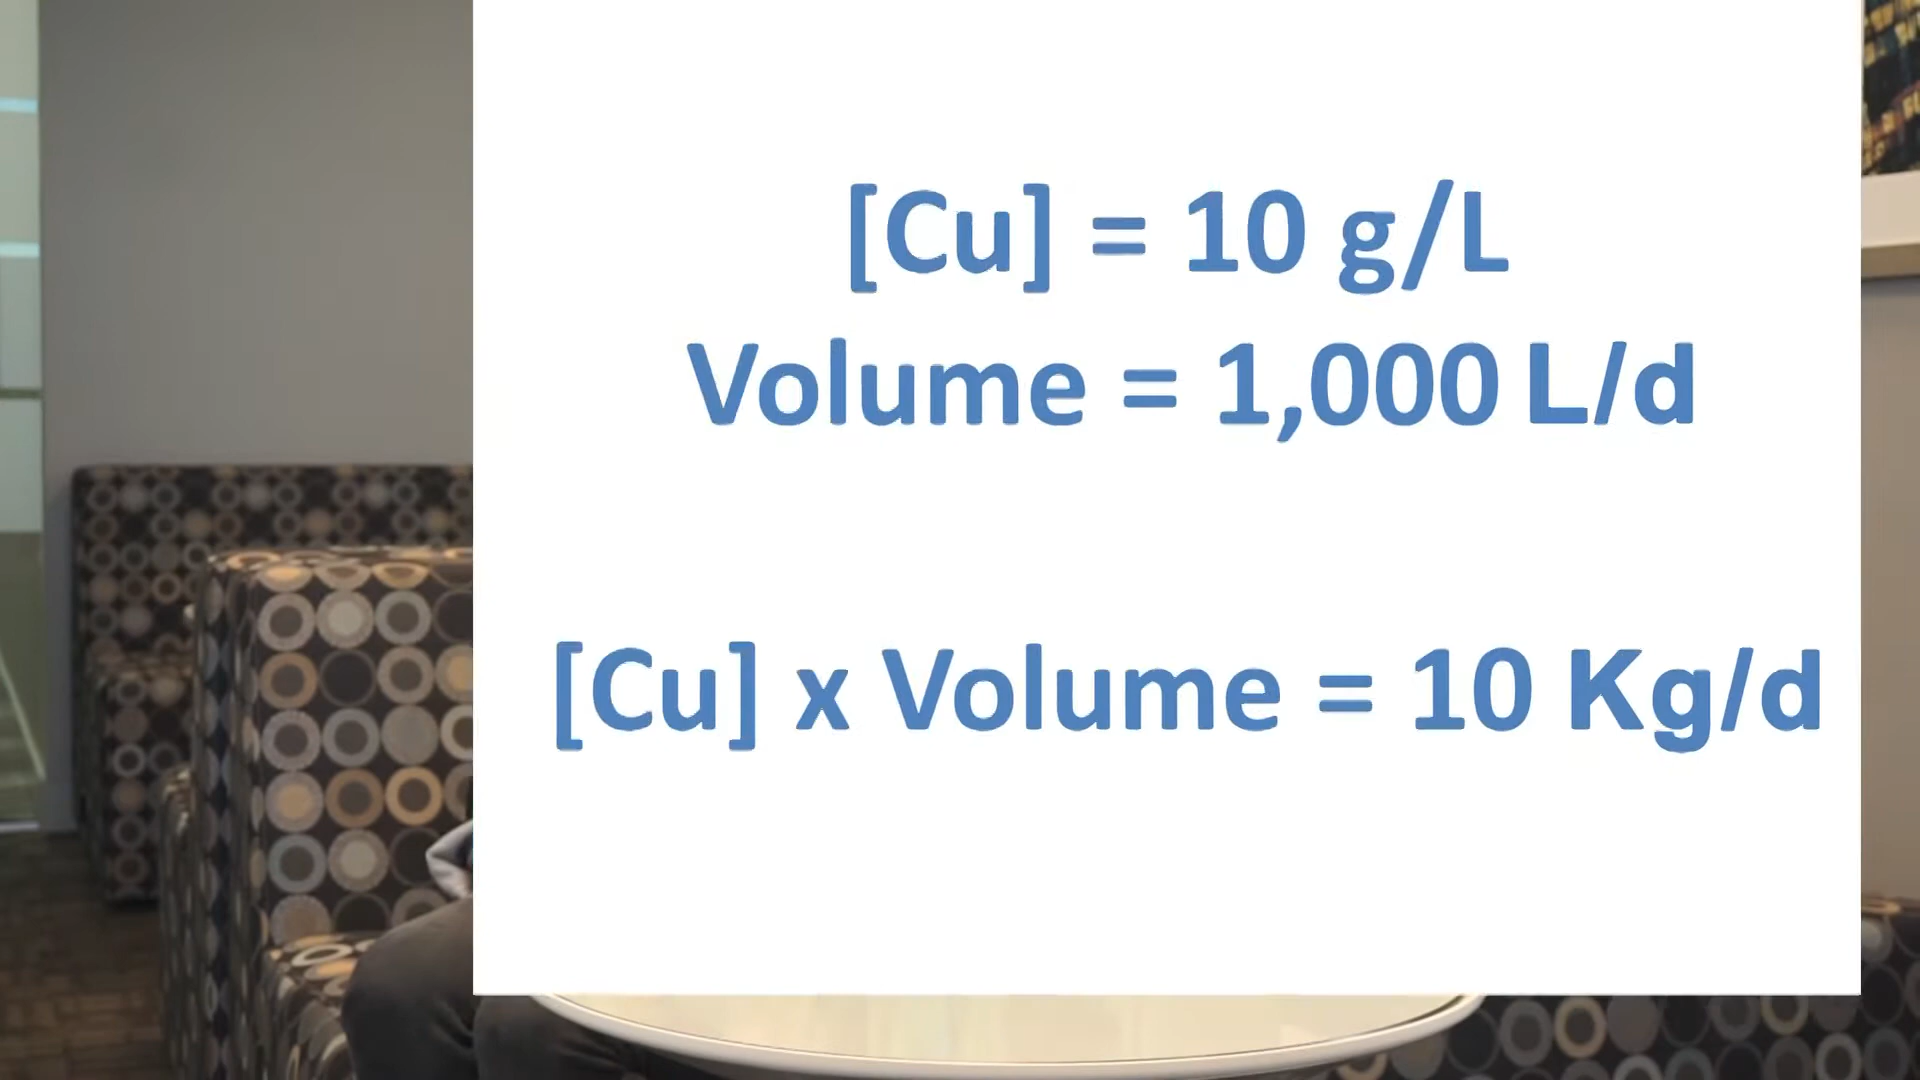 [Cu] = 10 g/L
Volume = 1,000 L/d
[Cu] x Volume = 10 Kg/d